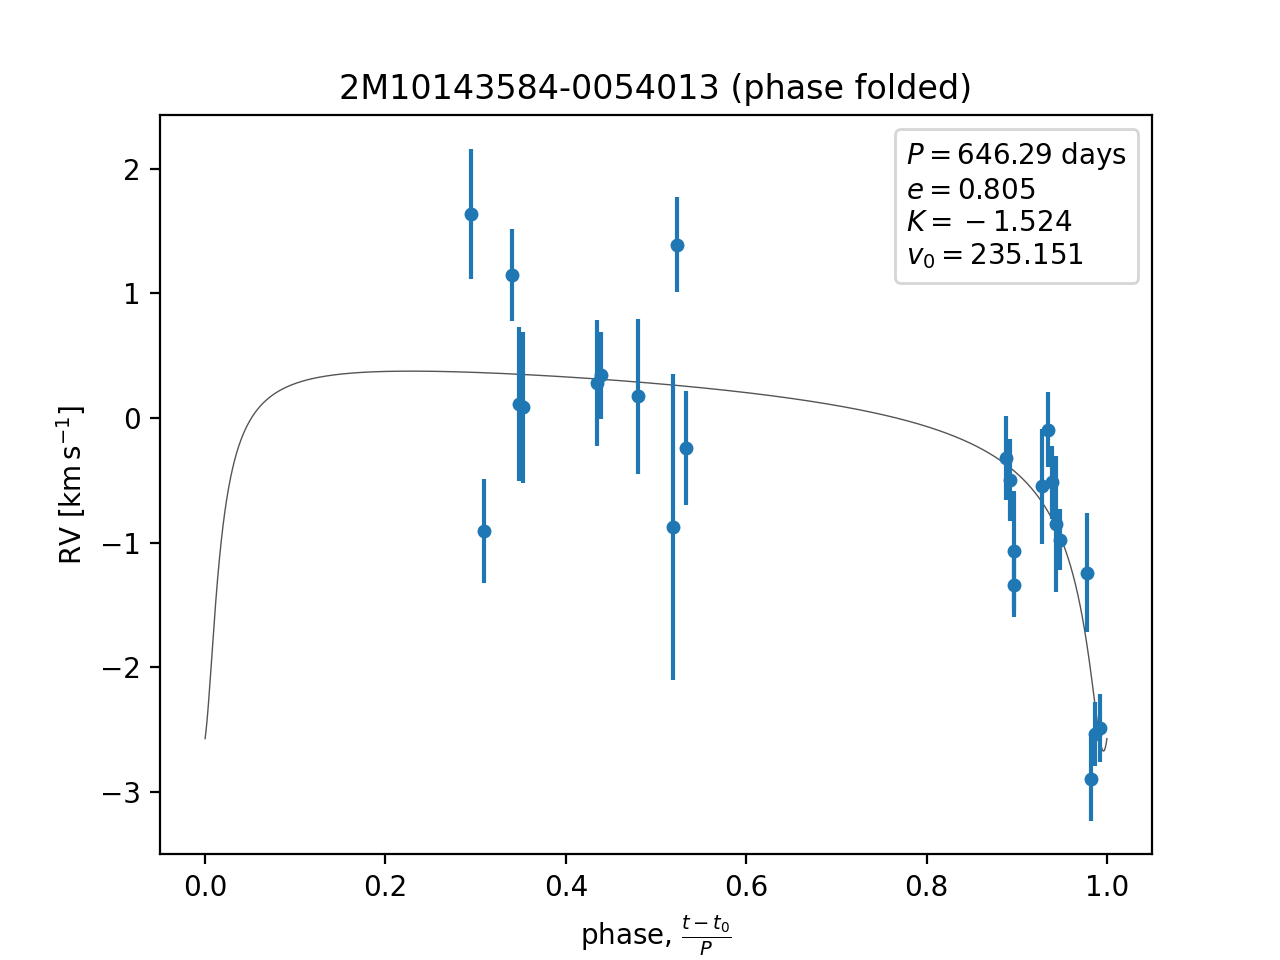 2M10143584-0054013 (phase folded)
P = 646.29 days
e = 0.805
K = −1.524
v₀ = 235.151
2
1
0
−1
−2
−3
RV [km s⁻¹]
0.0 0.2 0.4 0.6 0.8 1.0
phase, (t − t₀)/P